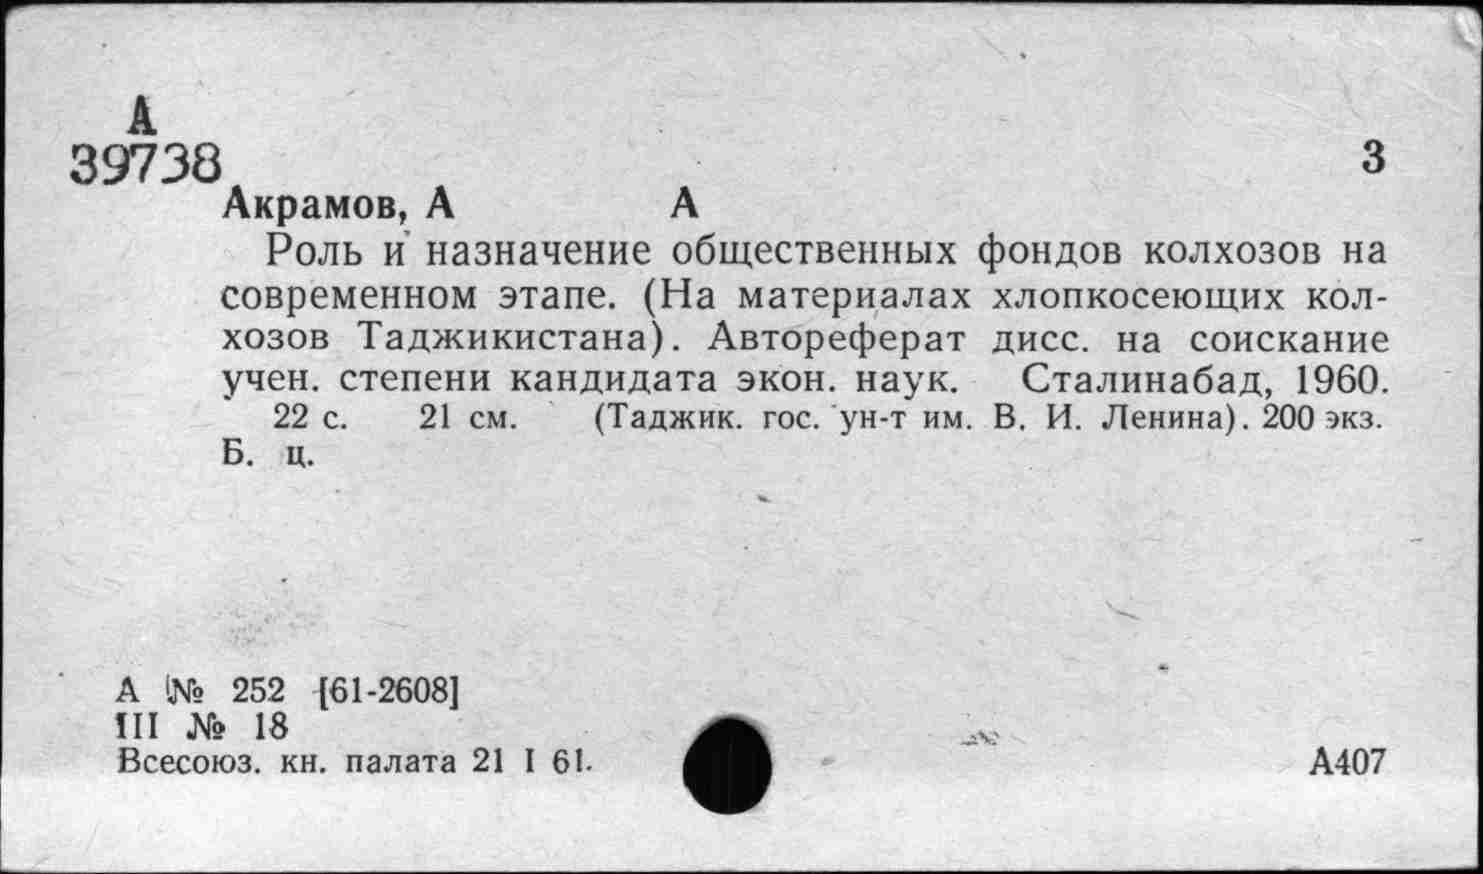 А
39738
3
Акрамов, А А
Роль и назначение общественных фондов колхозов на
современном этапе. (На материалах хлопкосеющих кол-
хозов Таджикистана). Автореферат дисс. на соискание
учен. степени кандидата экон. наук. Сталинабад, 1960.
22 с. 21 см. (Таджик. гос. ун-т им. В. И. Ленина). 200 экз.
Б. ц.
А № 252 [61-2608]
III № 18
Всесоюз. кн. палата 21 I 61.
А407